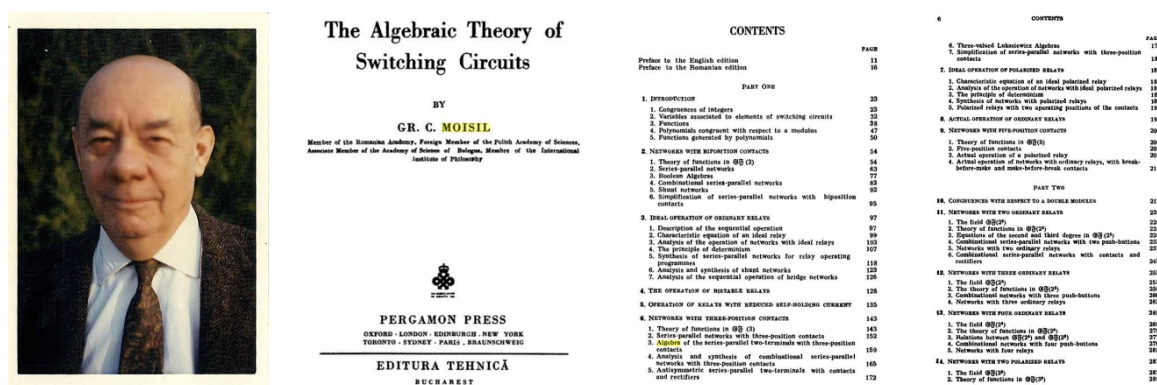 The Algebraic Theory of
Switching Circuits
BY
GR. C. MOISIL
Member of the Romanian Academy, Foreign Member of the Polish Academy of Sciences,
Associate Member of the Academy of Science of Bologna, Membre of the International
Institute of Philosophy
PERGAMON PRESS
OXFORD · LONDON · EDINBURGH · NEW YORK
TORONTO · SYDNEY · PARIS · BRAUNSCHWEIG
EDITURA TEHNICĂ
BUCHAREST
CONTENTS
PAGE
Preface to the English edition 11
Preface to the Romanian edition 16
PART ONE
1. INTRODUCTION 23
1. Congruences of integers 23
2. Variables associated to elements of switching circuits 32
3. Functions 38
4. Polynomials congruent with respect to a modulus 47
5. Functions generated by polynomials 50
2. NETWORKS WITH BIPOSITION CONTACTS 54
1. Theory of functions in (2) 54
2. Series-parallel networks 63
3. Boolean Algebras 77
4. Combinational series-parallel networks 83
5. Shunt networks 92
6. Simplification of series-parallel networks with biposition
contacts 95
3. IDEAL OPERATION OF ORDINARY RELAYS 97
1. Description of the sequential operation 97
2. Characteristic equation of an ideal relay 99
3. Analysis of the operation of networks with ideal relays 103
4. The principle of determinism 107
5. Synthesis of series-parallel networks for relay operating
programmes 118
6. Analysis and synthesis of shunt networks 123
7. Analysis of the sequential operation of bridge networks 126
4. THE OPERATION OF BISTABLE RELAYS 128
5. OPERATION OF RELAYS WITH REDUCED SELF-HOLDING CURRENT 135
6. NETWORKS WITH THREE-POSITION CONTACTS 143
1. Theory of functions in (3) 143
2. Series-parallel networks with three-position contacts 152
3. Algebra of the series-parallel two-terminals with three-position
contacts 159
4. Analysis and synthesis of combinational series-parallel
networks with three-position contacts 165
5. Antisymmetric series-parallel two-terminals with contacts
and rectifiers 172
6 CONTENTS
6. Three-valued Lukasiewicz Algebras
7. Simplification of series-parallel networks with three-position
contacts
7. IDEAL OPERATION OF POLARIZED RELAYS
1. Characteristic equation of an ideal polarized relay
2. Analysis of the operation of networks with ideal polarized relays
3. The principle of determinism
4. Synthesis of networks with polarized relays
5. Polarized relays with two operating positions of the contacts
8. ACTUAL OPERATION OF ORDINARY RELAYS
9. NETWORKS WITH FIVE-POSITION CONTACTS
1. Theory of functions in (5)
2. Five-position contacts
3. Actual operation of a polarized relay
4. Actual operation of networks with ordinary relays, with break-
before-make and make-before-break contacts
PART TWO
10. CONGRUENCES WITH RESPECT TO A DOUBLE MODULUS
11. NETWORKS WITH TWO ORDINARY RELAYS
1. The field
2. Theory of functions in
3. Equations of the second and third degree in
4. Combinational series-parallel networks with two push-buttons
5. Networks with two ordinary relays
6. Combinational series-parallel networks with contacts and
rectifiers
12. NETWORKS WITH THREE ORDINARY RELAYS
1. The field
2. The theory of functions in
3. Combinational networks with three push-buttons
4. Networks with three ordinary relays
13. NETWORKS WITH FOUR ORDINARY RELAYS
1. The field
2. The theory of functions in
3. Relations between
4. Combinational networks with four push-buttons
5. Networks with four relays
14. NETWORKS WITH TWO POLARIZED RELAYS
1. The field
2. Theory of functions in